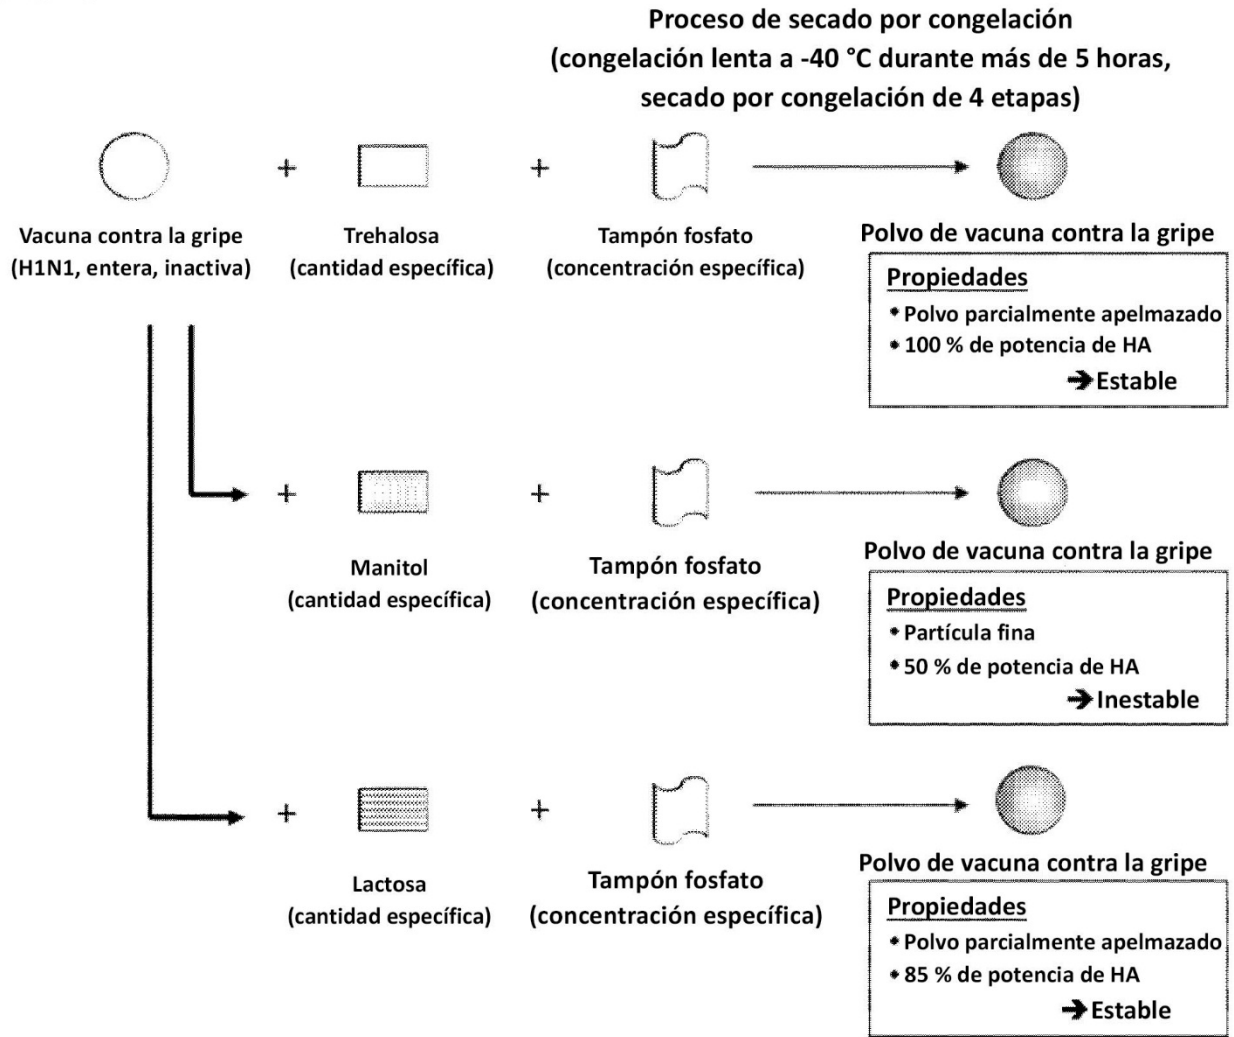 Proceso de secado por congelación
(congelación lenta a -40 °C durante más de 5 horas,
secado por congelación de 4 etapas)
+
+
Vacuna contra la gripe
(H1N1, entera, inactiva)
Trehalosa
(cantidad específica)
Tampón fosfato
(concentración específica)
Polvo de vacuna contra la gripe
Propiedades
• Polvo parcialmente apelmazado
• 100 % de potencia de HA
➔ Estable
+
+
Manitol
(cantidad específica)
Tampón fosfato
(concentración específica)
Polvo de vacuna contra la gripe
Propiedades
• Partícula fina
• 50 % de potencia de HA
➔ Inestable
+
+
Lactosa
(cantidad específica)
Tampón fosfato
(concentración específica)
Polvo de vacuna contra la gripe
Propiedades
• Polvo parcialmente apelmazado
• 85 % de potencia de HA
➔ Estable